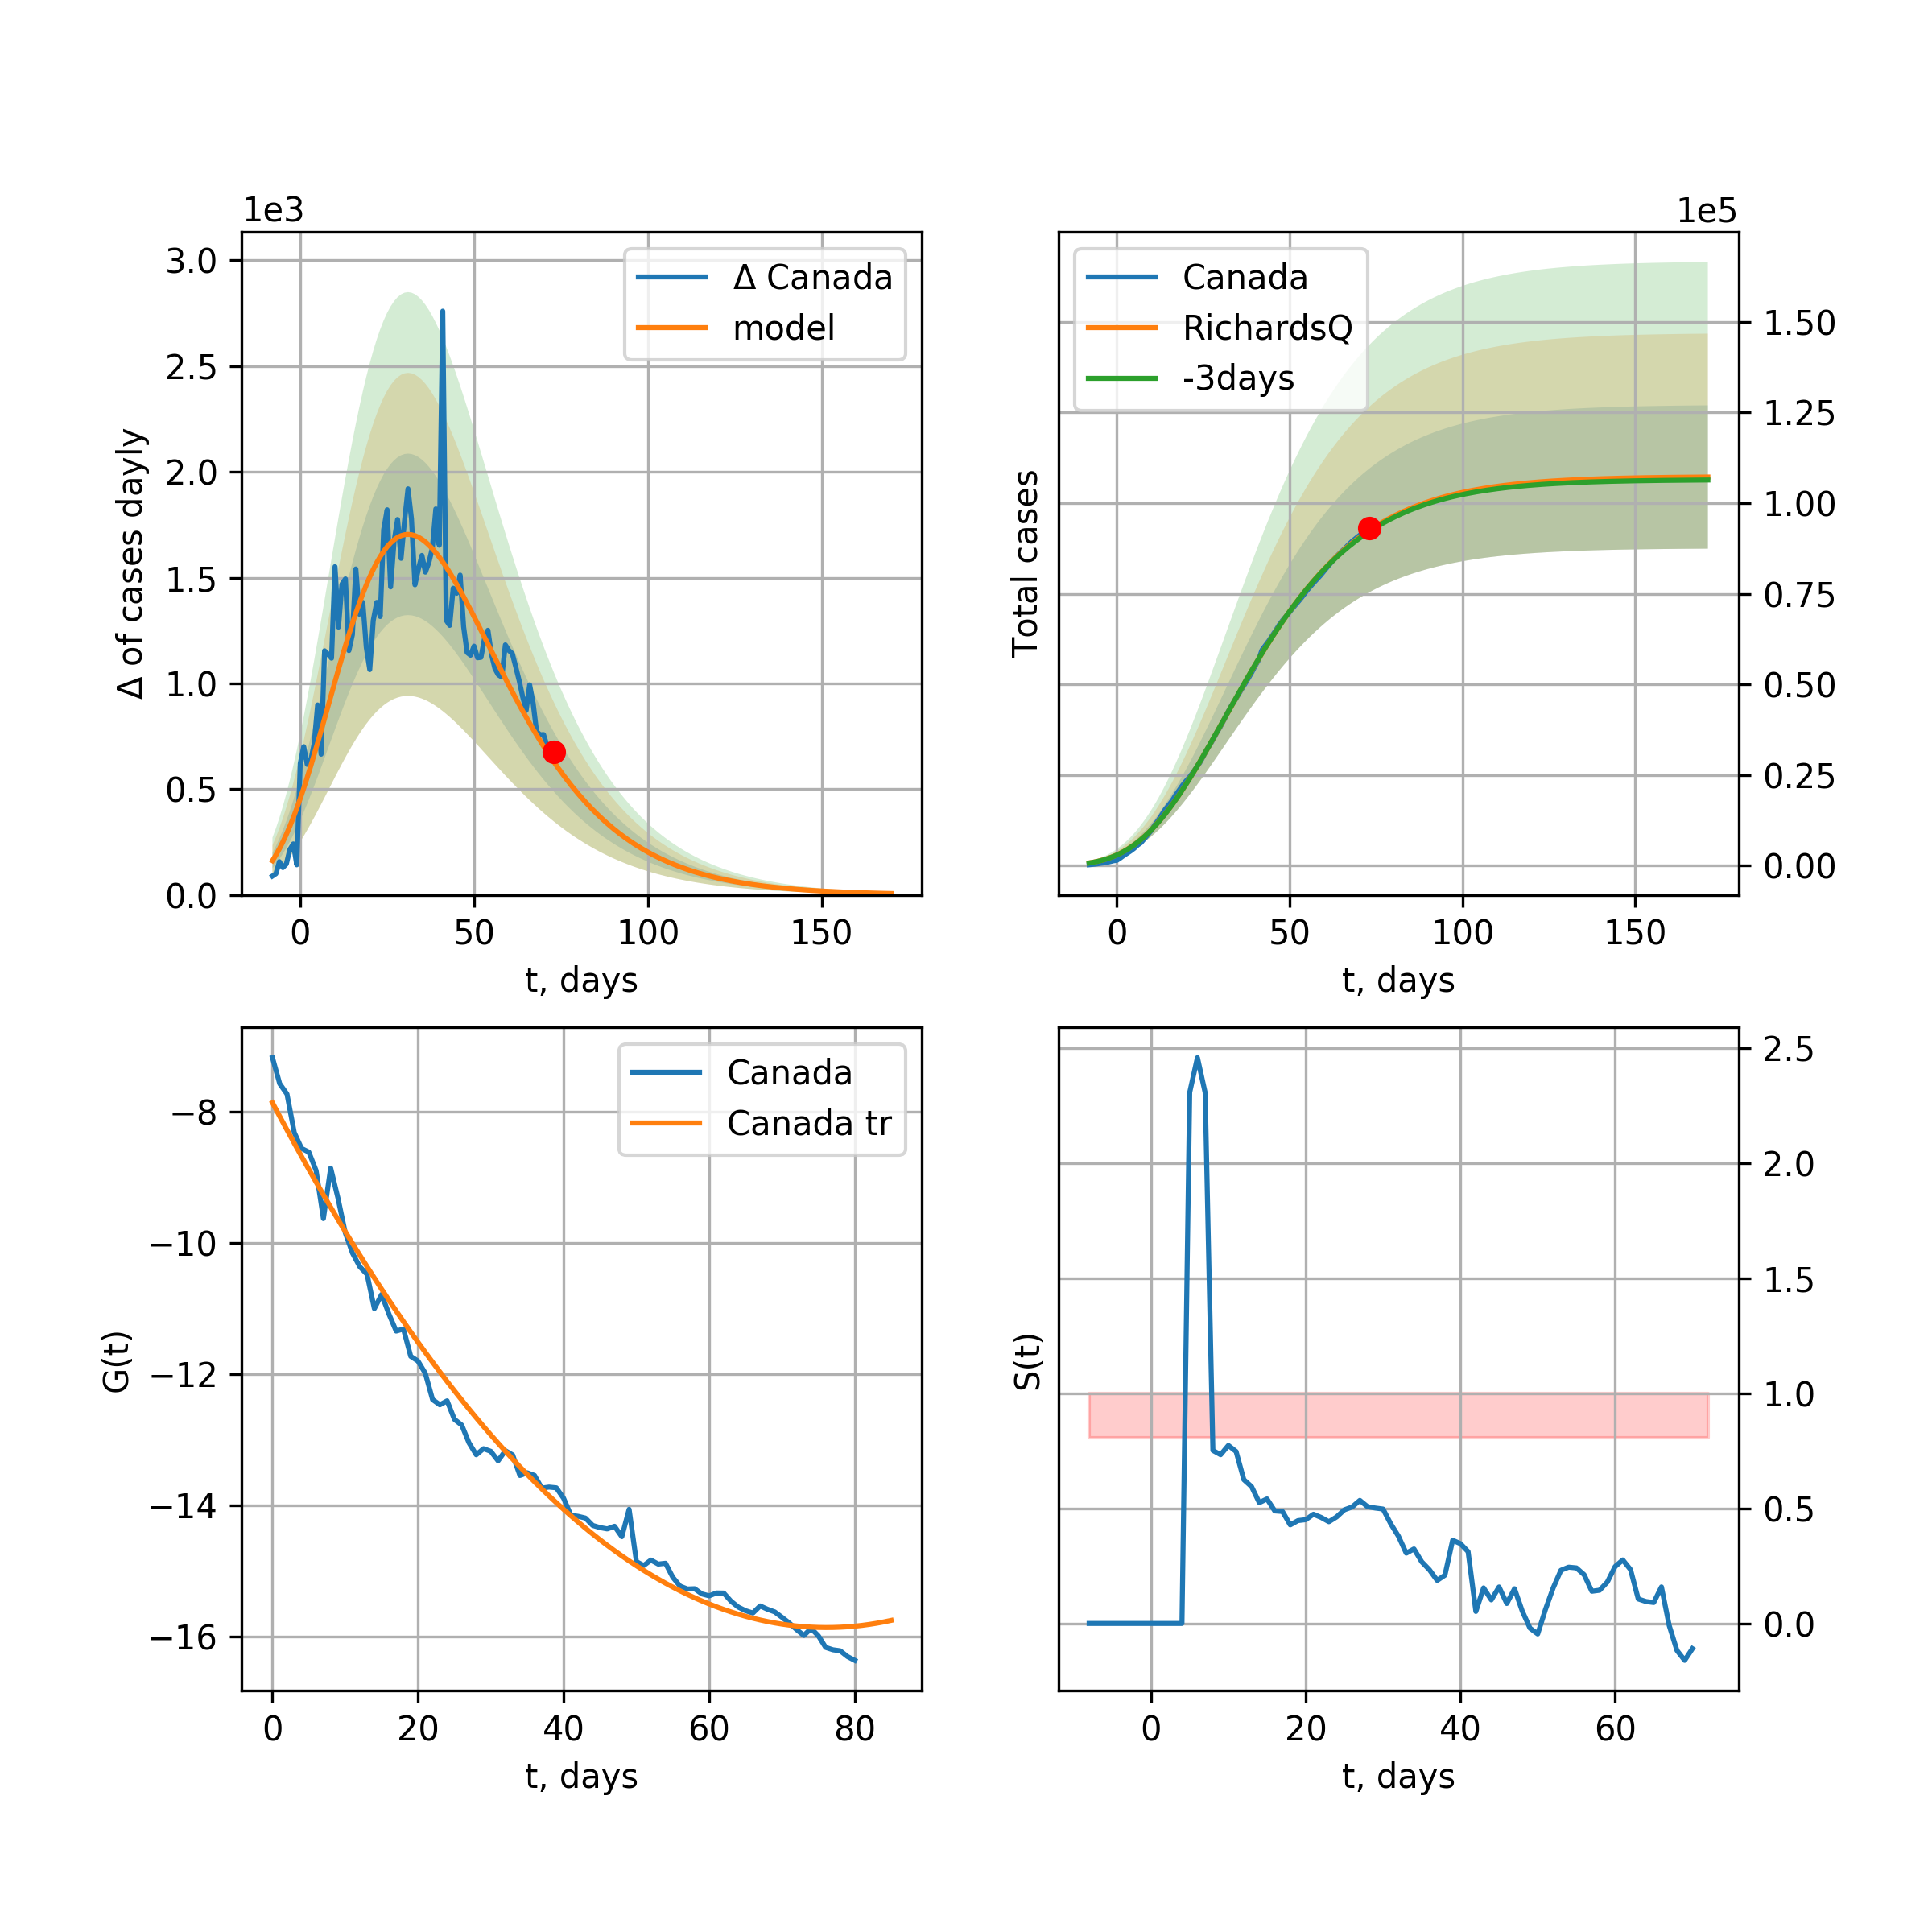 1e3
3.0
2.5
2.0
1.5
1.0
0.5
0.0
Δ of cases dayly
Δ Canada
model
0 50 100 150
t, days
1e5
Canada
RichardsQ
-3days
Total cases
1.50
1.25
1.00
0.75
0.50
0.25
0.00
0 50 100 150
t, days
Canada
Canada tr
G(t)
−8
−10
−12
−14
−16
0 20 40 60 80
t, days
S(t)
2.5
2.0
1.5
1.0
0.5
0.0
0 20 40 60
t, days